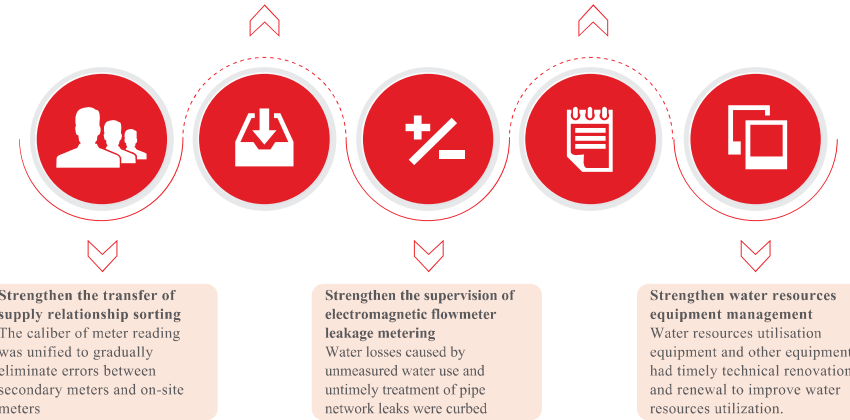 Strengthen the transfer of
supply relationship sorting
The caliber of meter reading
was unified to gradually
eliminate errors between
secondary meters and on-site
meters
Strengthen the supervision of
electromagnetic flowmeter
leakage metering
Water losses caused by
unmeasured water use and
untimely treatment of pipe
network leaks were curbed
Strengthen water resources
equipment management
Water resources utilisation
equipment and other equipment
had timely technical renovation
and renewal to improve water
resources utilization.